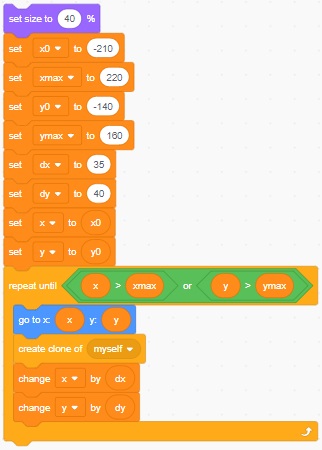 set size to 40 %
set x0 to -210
set xmax to 220
set y0 to -140
set ymax to 160
set dx to 35
set dy to 40
set x to x0
set y to y0
repeat until x > xmax or y > ymax
go to x: x y: y
create clone of myself
change x by dx
change y by dy